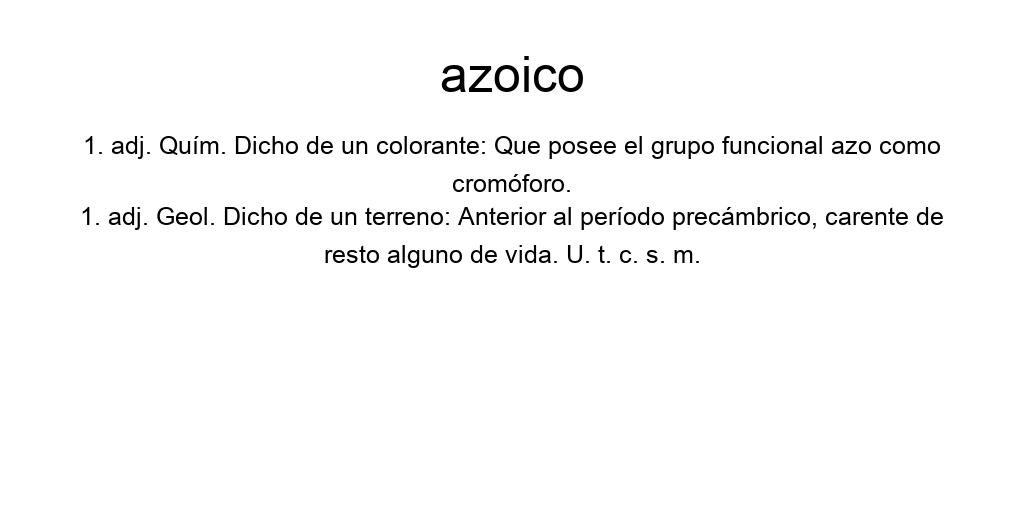 azoico
1. adj. Quím. Dicho de un colorante: Que posee el grupo funcional azo como
cromóforo.
1. adj. Geol. Dicho de un terreno: Anterior al período precámbrico, carente de
resto alguno de vida. U. t. c. s. m.